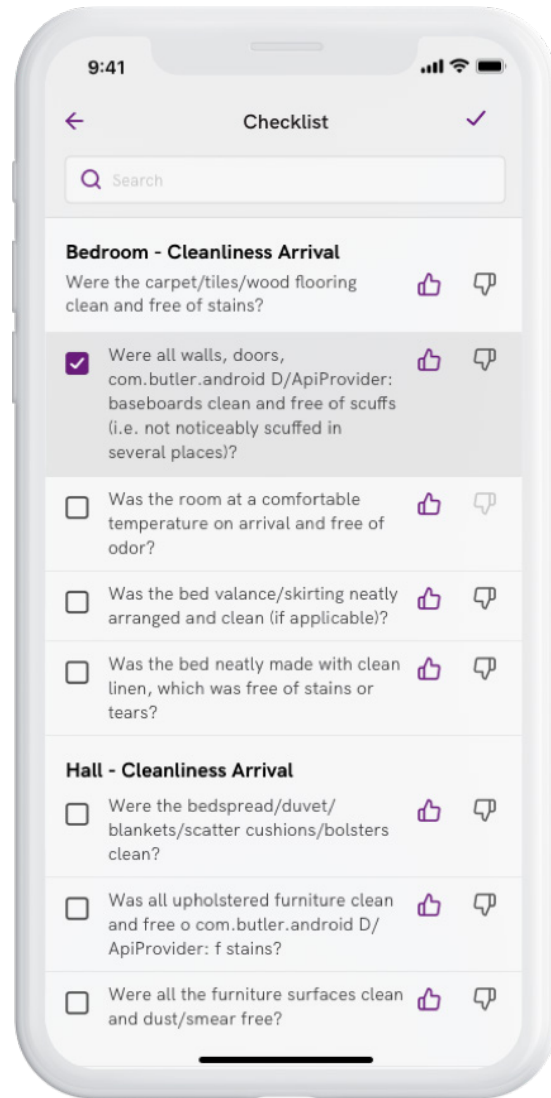 9:41
Checklist
Search
Bedroom - Cleanliness Arrival
Were the carpet/tiles/wood flooring
clean and free of stains?
Were all walls, doors,
com.butler.android D/ApiProvider:
baseboards clean and free of scuffs
(i.e. not noticeably scuffed in
several places)?
Was the room at a comfortable
temperature on arrival and free of
odor?
Was the bed valance/skirting neatly
arranged and clean (if applicable)?
Was the bed neatly made with clean
linen, which was free of stains or
tears?
Hall - Cleanliness Arrival
Were the bedspread/duvet/
blankets/scatter cushions/bolsters
clean?
Was all upholstered furniture clean
and free o com.butler.android D/
ApiProvider: f stains?
Were all the furniture surfaces clean
and dust/smear free?